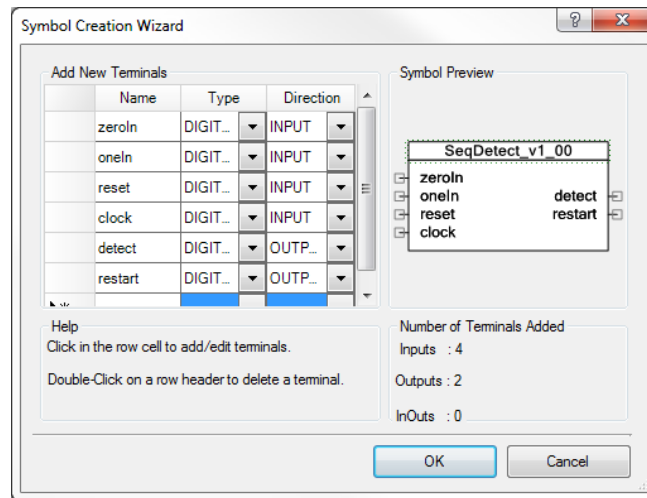 Symbol Creation Wizard
Add New Terminals
Name Type Direction
zeroIn DIGIT... INPUT
oneIn DIGIT... INPUT
reset DIGIT... INPUT
clock DIGIT... INPUT
detect DIGIT... OUTP...
restart DIGIT... OUTP...
Symbol Preview
SeqDetect_v1_00
zeroIn
oneIn detect
reset restart
clock
Help
Click in the row cell to add/edit terminals.
Double-Click on a row header to delete a terminal.
Number of Terminals Added
Inputs : 4
Outputs : 2
InOuts : 0
OK Cancel